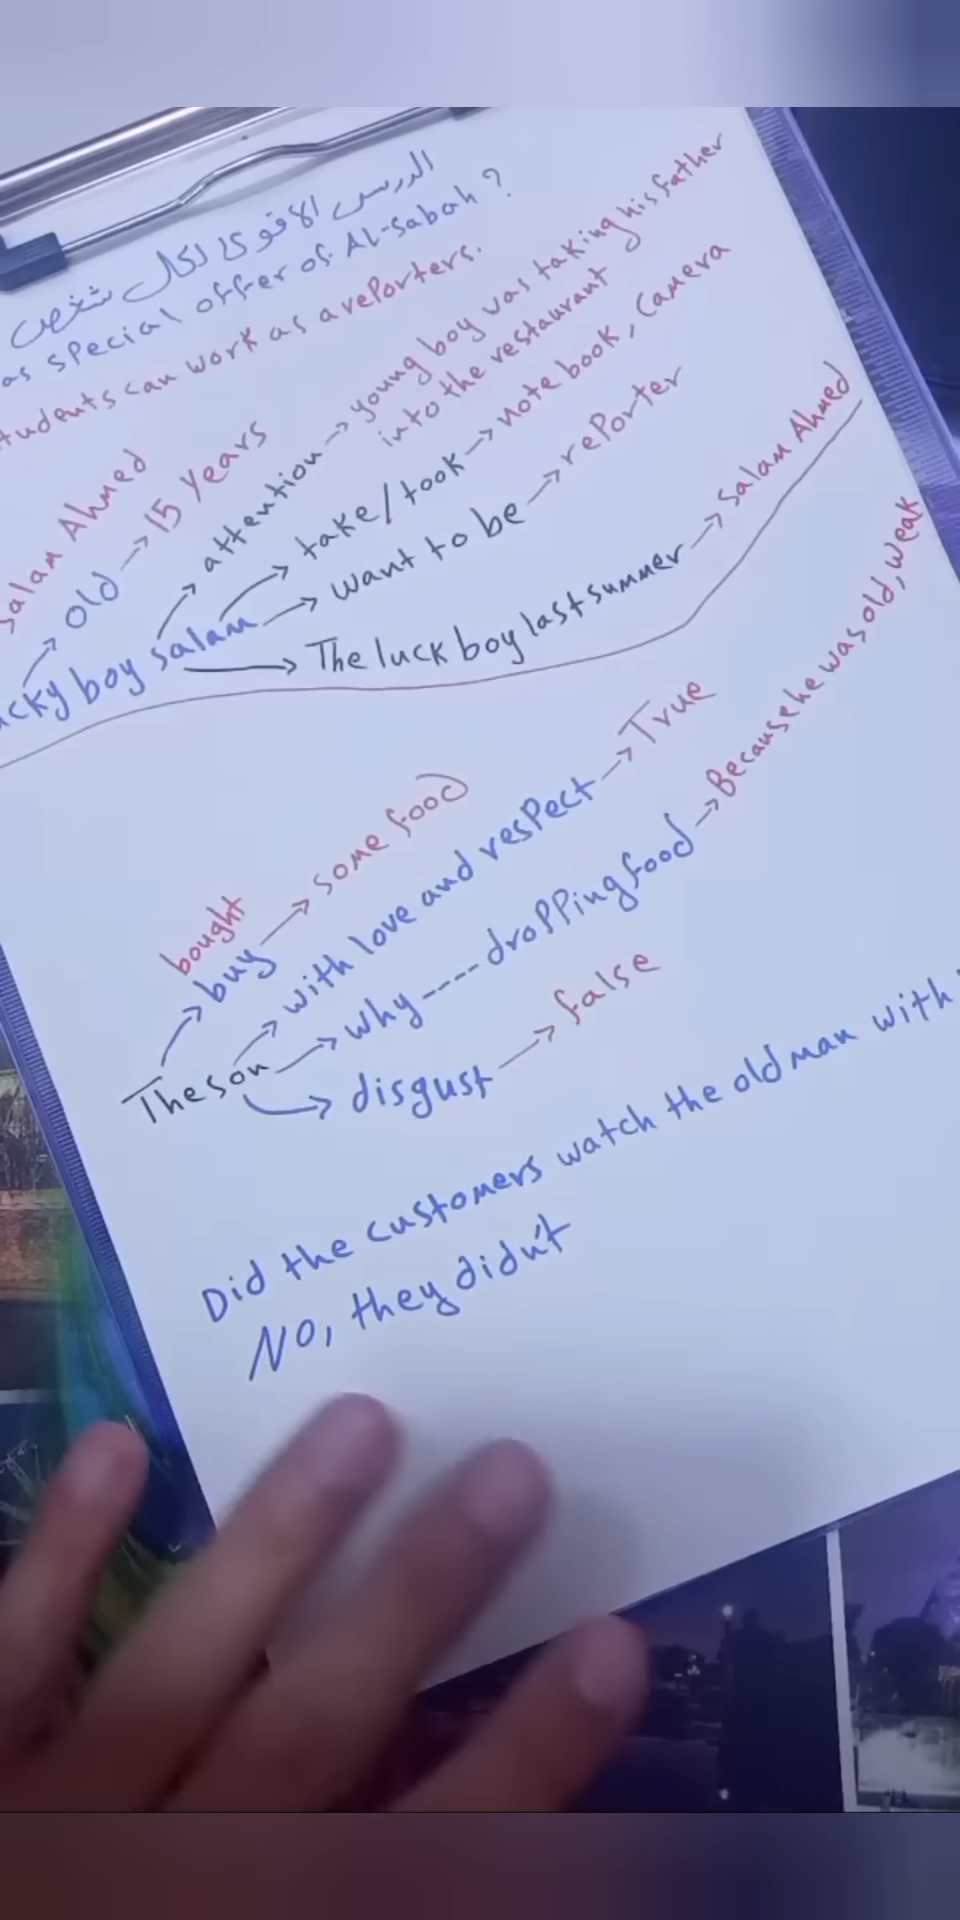 الدرس الاقوى لكل شخص
as special offer of Al-Sabah?
tudents can work as a reporters.
Salam Ahmed
old → 15 years
attention → young boy was taking his father
into the restaurant
take/took → note book, camera
want to be → reporter
cky boy salam
The luck boy last summer → Salam Ahmed
bought
buy → some food
with love and respect → True
why ---- dropping food → Because he was old, weak
The son
disgust → false
Did the customers watch the old man with
No, they didn't